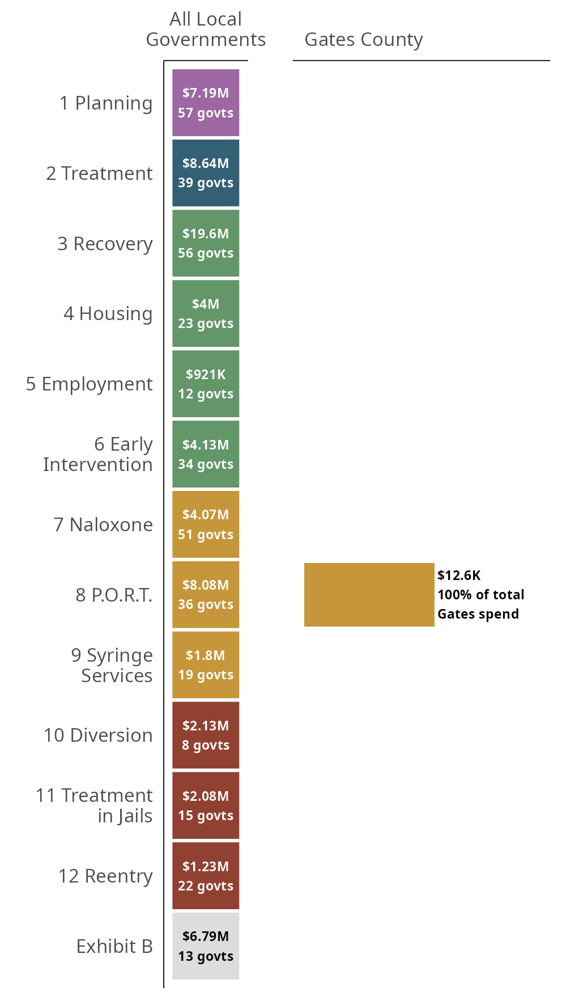 All Local
Governments
Gates County
1 Planning
$7.19M
57 govts
2 Treatment
$8.64M
39 govts
3 Recovery
$19.6M
56 govts
4 Housing
$4M
23 govts
5 Employment
$921K
12 govts
6 Early
Intervention
$4.13M
34 govts
7 Naloxone
$4.07M
51 govts
8 P.O.R.T.
$8.08M
36 govts
$12.6K
100% of total
Gates spend
9 Syringe
Services
$1.8M
19 govts
10 Diversion
$2.13M
8 govts
11 Treatment
in Jails
$2.08M
15 govts
12 Reentry
$1.23M
22 govts
Exhibit B
$6.79M
13 govts